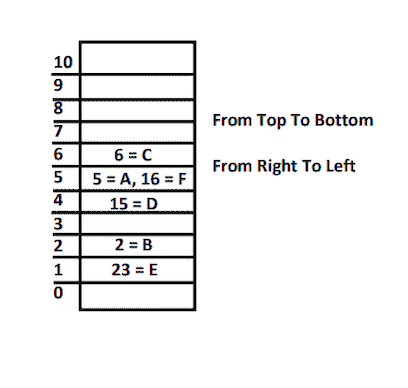 10
9
8
From Top To Bottom
7
6 6 = C
From Right To Left
5 5 = A, 16 = F
4 15 = D
3
2 2 = B
1 23 = E
0